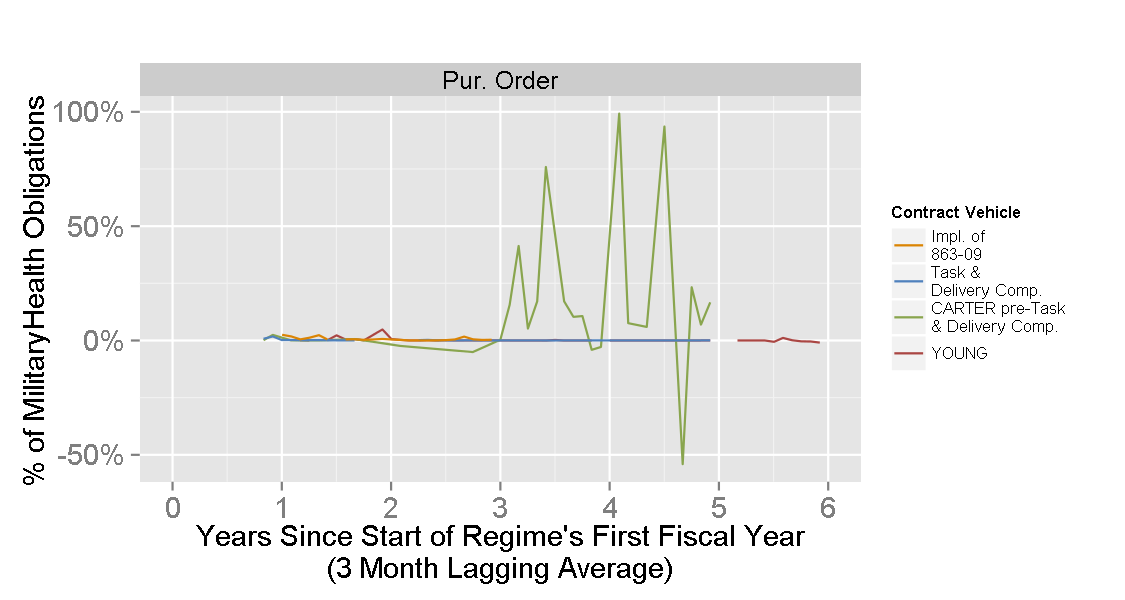 Pur. Order
% of MilitaryHealth Obligations
100%
50%
0%
-50%
0 1 2 3 4 5 6
Years Since Start of Regime's First Fiscal Year
(3 Month Lagging Average)
Contract Vehicle
Impl. of
863-09
Task &
Delivery Comp.
CARTER pre-Task
& Delivery Comp.
YOUNG